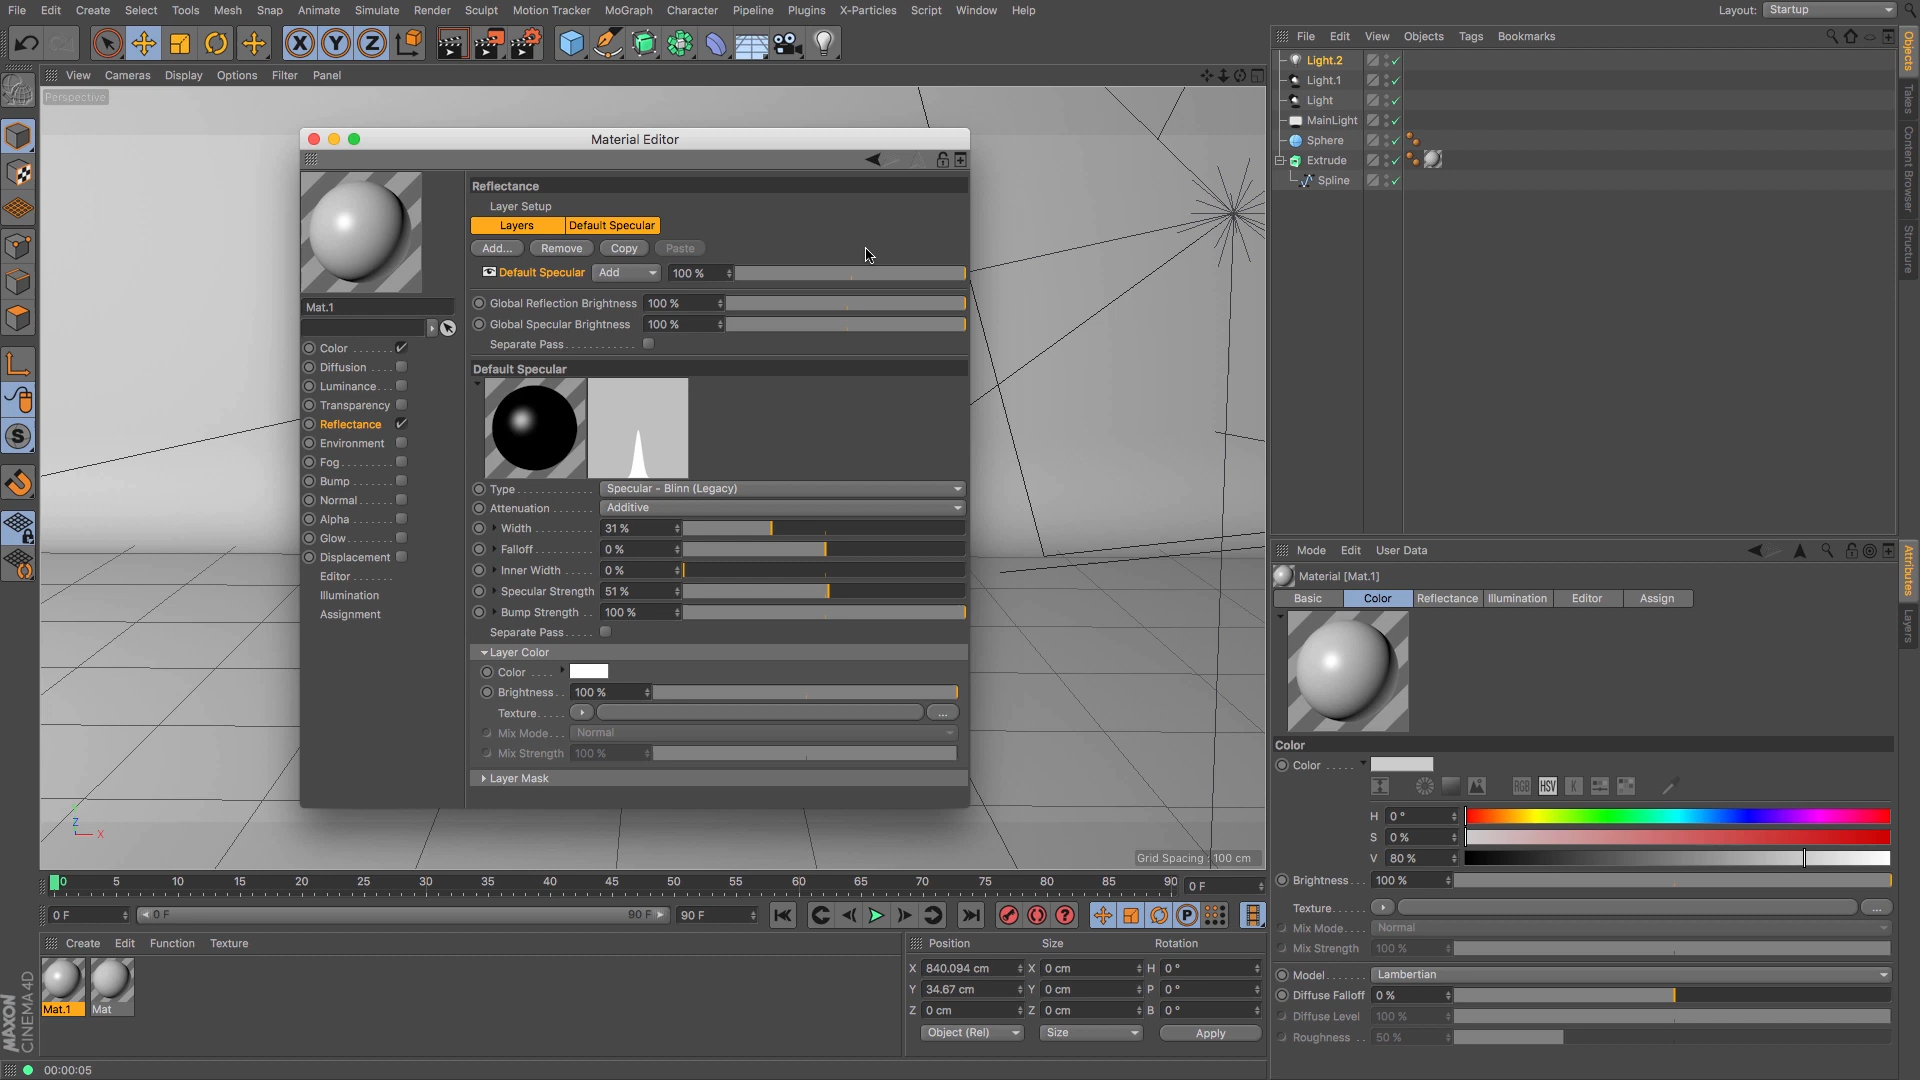 File Edit Create Select Tools Mesh Snap Animate Simulate Render Sculpt Motion Tracker MoGraph Character Pipeline Plugins X-Particles Script Window Help
Layout: Startup
View Cameras Display Options Filter Panel
Perspective
Material Editor
Mat.1
Color
Diffusion
Luminance
Transparency
Reflectance
Environment
Fog
Bump
Normal
Alpha
Glow
Displacement
Editor
Illumination
Assignment
Reflectance
Layer Setup
Layers Default Specular
Add... Remove Copy Paste
Default Specular Add 100 %
Global Reflection Brightness 100 %
Global Specular Brightness 100 %
Separate Pass
Default Specular
Type Specular - Blinn (Legacy)
Attenuation Additive
Width 31 %
Falloff 0 %
Inner Width 0 %
Specular Strength 51 %
Bump Strength 100 %
Separate Pass
Layer Color
Color
Brightness 100 %
Texture ...
Mix Mode Normal
Mix Strength 100 %
Layer Mask
Z X
Grid Spacing : 100 cm
0 5 10 15 20 25 30 35 40 45 50 55 60 65 70 75 80 85 90 0 F
0 F 0 F 90 F 90 F
Create Edit Function Texture
Mat.1 Mat
MAXON
CINEMA 4D
00:00:05
Position Size Rotation
X 840.094 cm X 0 cm H 0 °
Y 34.67 cm Y 0 cm P 0 °
Z 0 cm Z 0 cm B 0 °
Object (Rel) Size Apply
File Edit View Objects Tags Bookmarks
Light.2
Light.1
Light
MainLight
Sphere
Extrude
Spline
Objects
Takes
Content Browser
Structure
Mode Edit User Data
Material [Mat.1]
Basic Color Reflectance Illumination Editor Assign
Color
Color
RGB HSV K
H 0 °
S 0 %
V 80 %
Brightness 100 %
Texture ...
Mix Mode Normal
Mix Strength 100 %
Model Lambertian
Diffuse Falloff 0 %
Diffuse Level 100 %
Roughness 50 %
Attributes
Layers